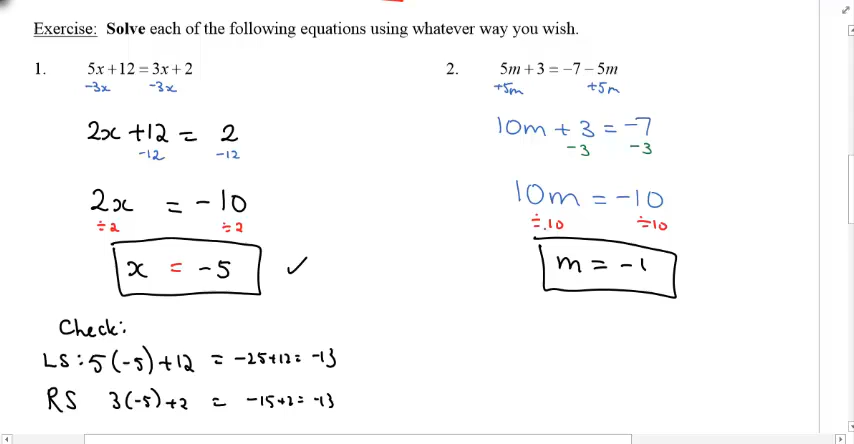 Exercise: Solve each of the following equations using whatever way you wish.
1. 5x + 12 = 3x + 2
−3x −3x
2x + 12 = 2
−12 −12
2x = −10
÷2 ÷2
x = −5 ✓
Check:
LS: 5(−5) + 12 = −25+12 = −13
RS 3(−5) + 2 = −15+2 = −13
2. 5m + 3 = −7 − 5m
+5m +5m
10m + 3 = −7
−3 −3
10m = −10
÷10 ÷10
m = −1